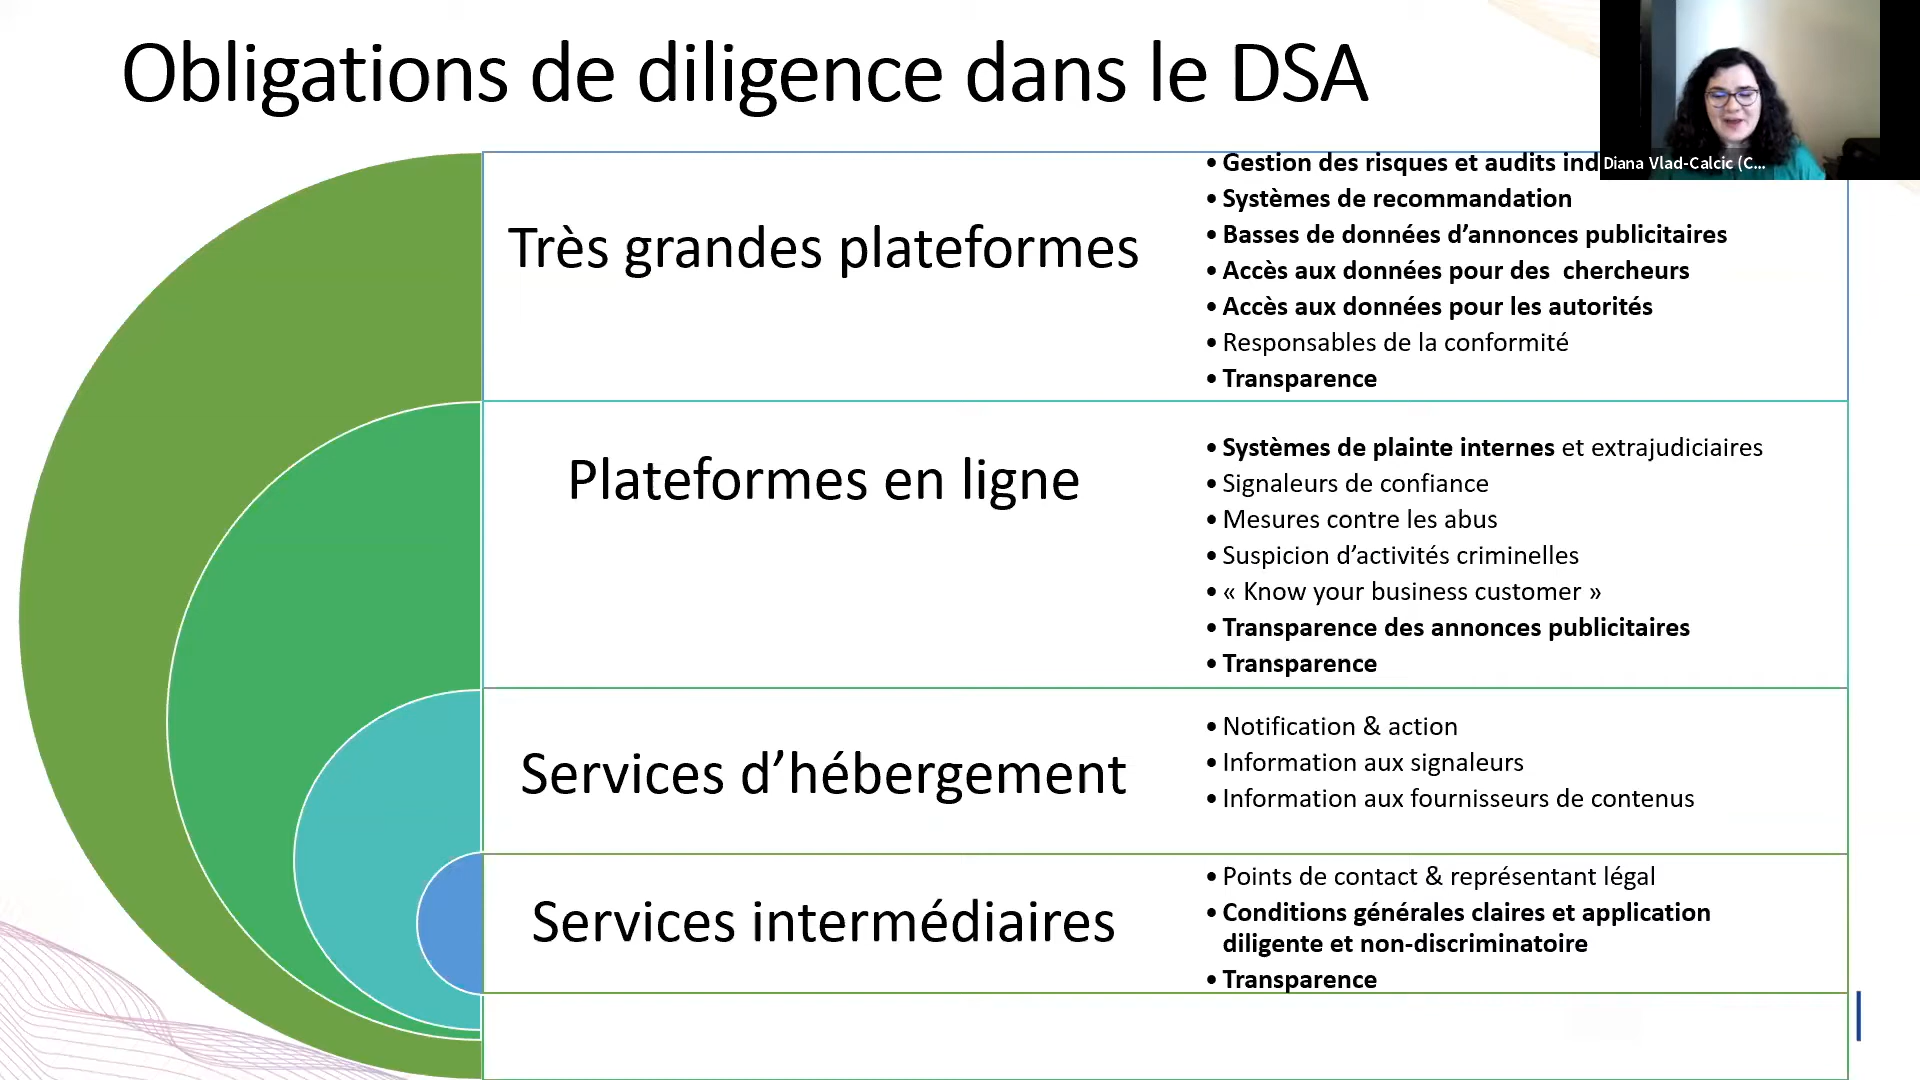 Obligations de diligence dans le DSA
Diana Vlad-Calcic (C...
Très grandes plateformes
• Gestion des risques et audits
• Systèmes de recommandation
• Basses de données d’annonces publicitaires
• Accès aux données pour des  chercheurs
• Accès aux données pour les autorités
• Responsables de la conformité
• Transparence
Plateformes en ligne
• Systèmes de plainte internes et extrajudiciaires
• Signaleurs de confiance
• Mesures contre les abus
• Suspicion d’activités criminelles
• « Know your business customer »
• Transparence des annonces publicitaires
• Transparence
Services d’hébergement
• Notification & action
• Information aux signaleurs
• Information aux fournisseurs de contenus
Services intermédiaires
• Points de contact & représentant légal
• Conditions générales claires et application
diligente et non-discriminatoire
• Transparence